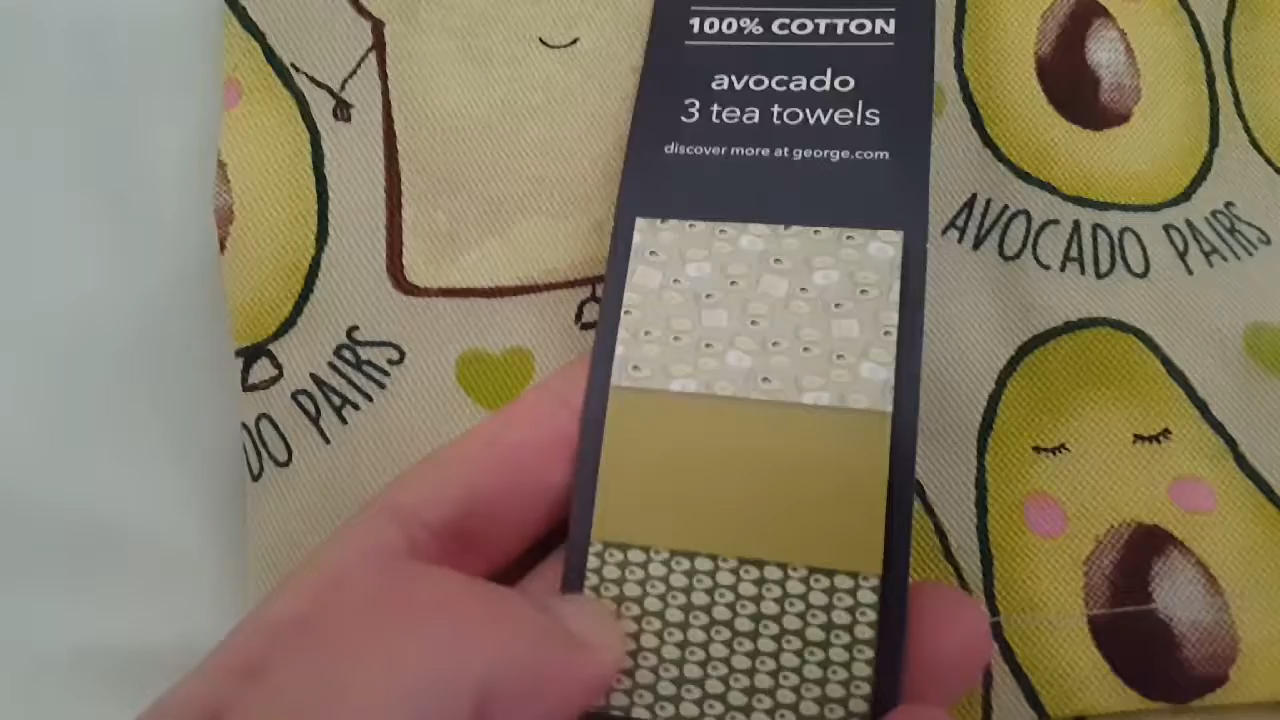 100% COTTON
avocado
3 tea towels
discover more at george.com
AVOCADO PAIRS
DO PAIRS